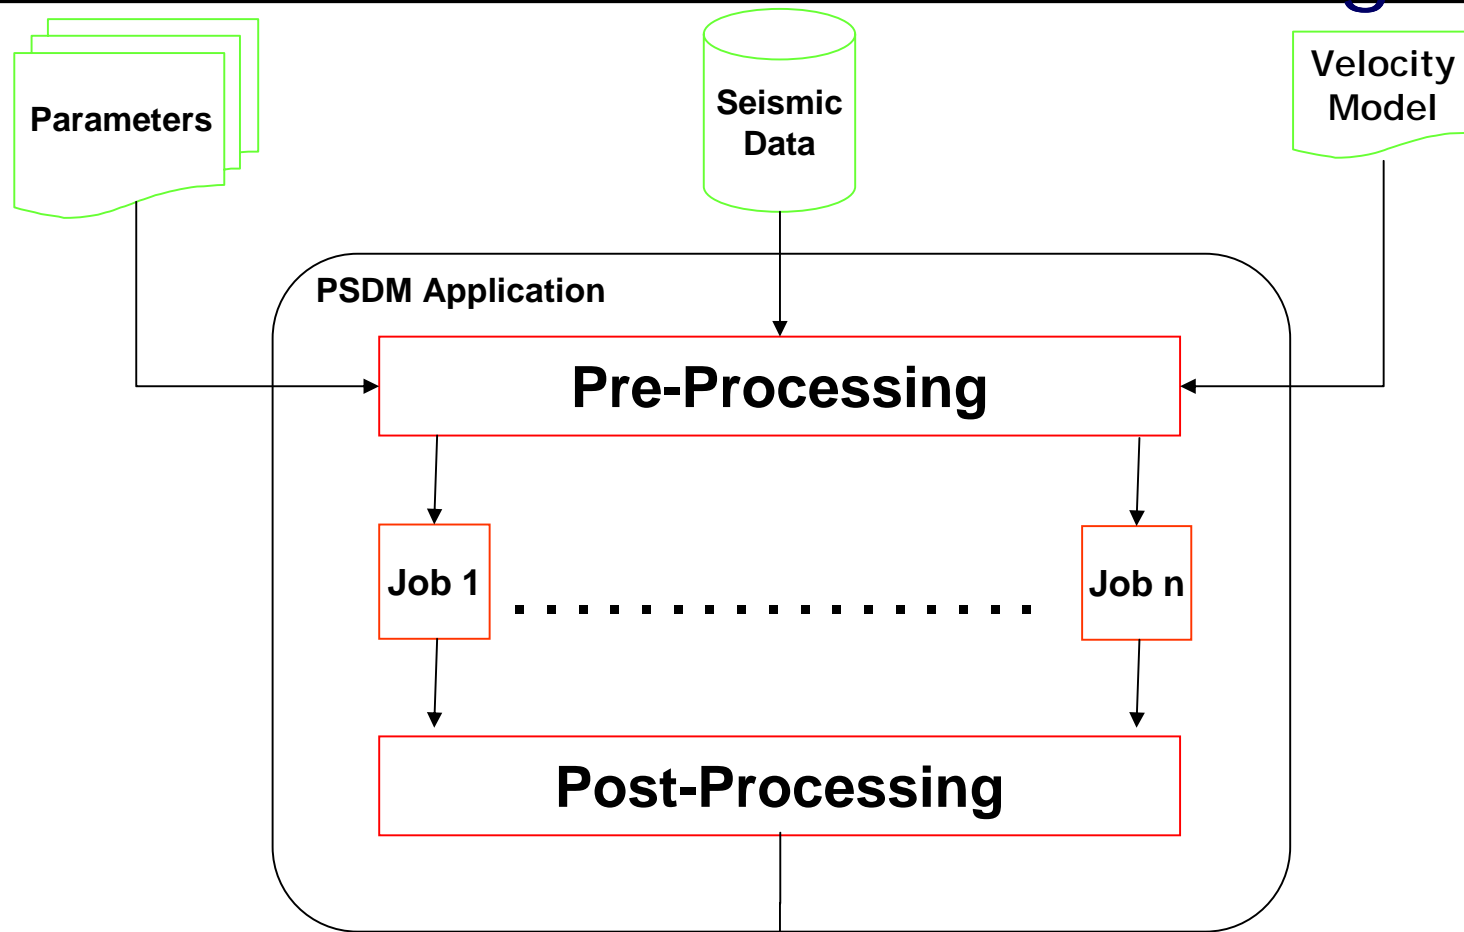 Parameters
Seismic
Data
Velocity
Model
PSDM Application
Pre-Processing
Job 1
Job n
Post-Processing